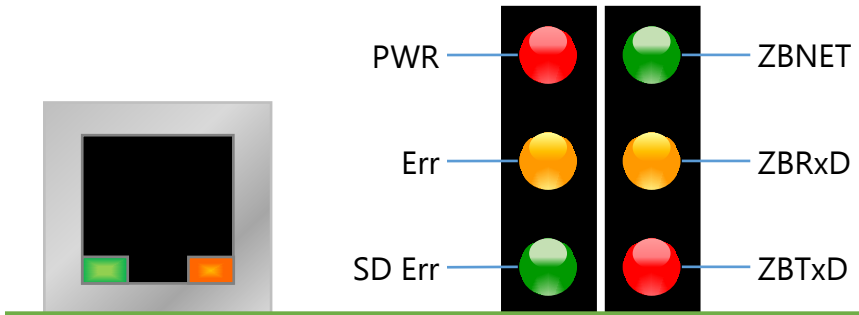 PWR
ZBNET
Err
ZBRxD
SD Err
ZBTxD